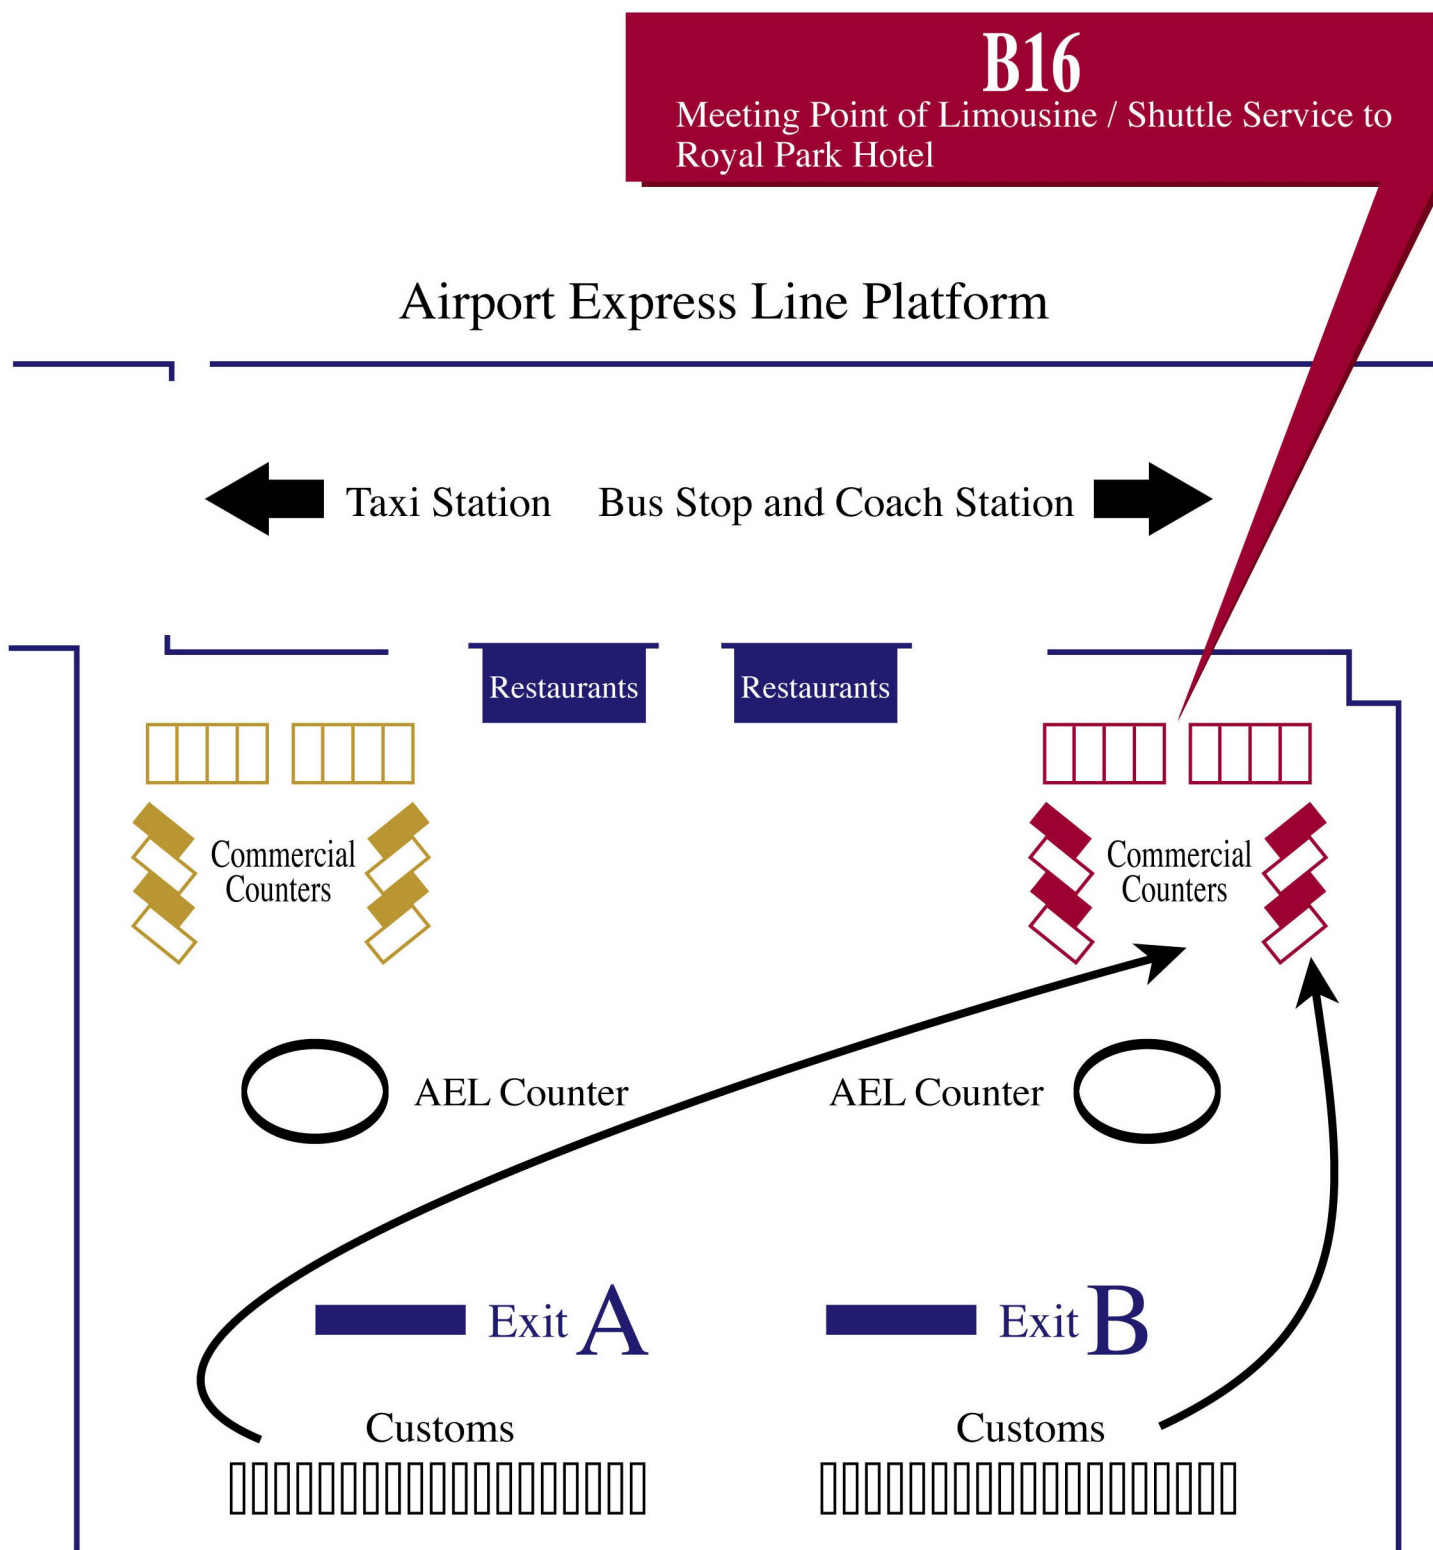 B16
Meeting Point of Limousine / Shuttle Service to
Royal Park Hotel
Airport Express Line Platform
Taxi Station
Bus Stop and Coach Station
Restaurants
Restaurants
Commercial
Counters
Commercial
Counters
AEL Counter
AEL Counter
Exit A
Exit B
Customs
Customs